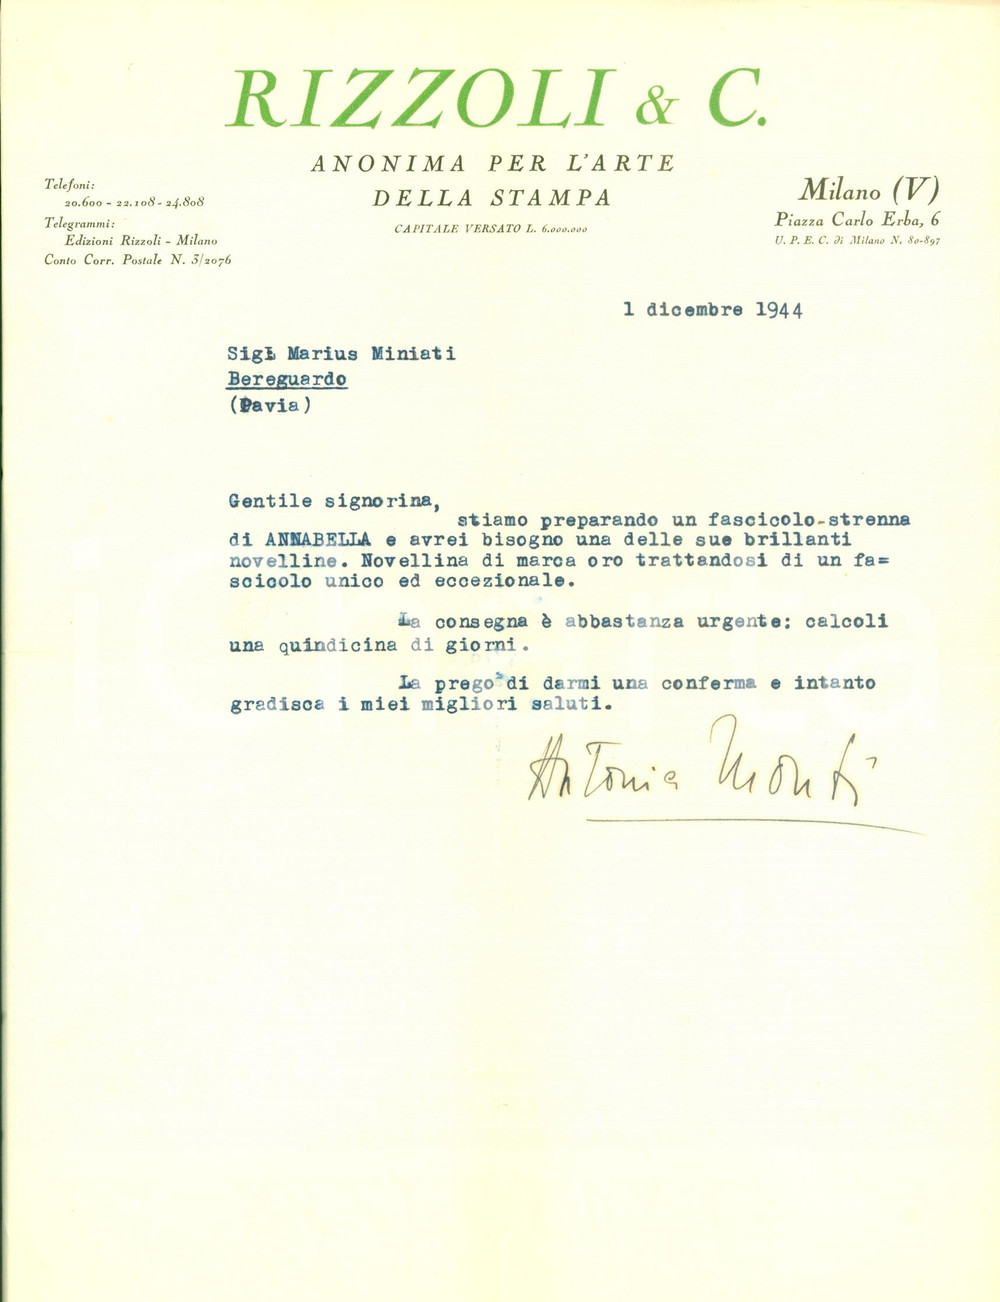 RIZZOLI & C.
ANONIMA PER L'ARTE
DELLA STAMPA
CAPITALE VERSATO L. 6.000.000
Telefoni:
20.600 - 22.108 - 24.808
Telegrammi:
Edizioni Rizzoli - Milano
Conto Corr. Postale N. 3/2076
Milano (V)
Piazza Carlo Erba, 6
U. P. E. C. di Milano N. 80-897
1 dicembre 1944
Sig. Marius Miniati
Bereguardo
(Pavia)
Gentile signorina,
stiamo preparando un fascicolo-strenna
di ANNABELLA e avrei bisogno una delle sue brillanti
novelline. Novellina di marca oro trattandosi di un fa=
scicolo unico ed eccezionale.
La consegna è abbastanza urgente: calcoli
una quindicina di giorni.
La prego di darmi una conferma e intanto
gradisca i miei migliori saluti.
Antonia Monti